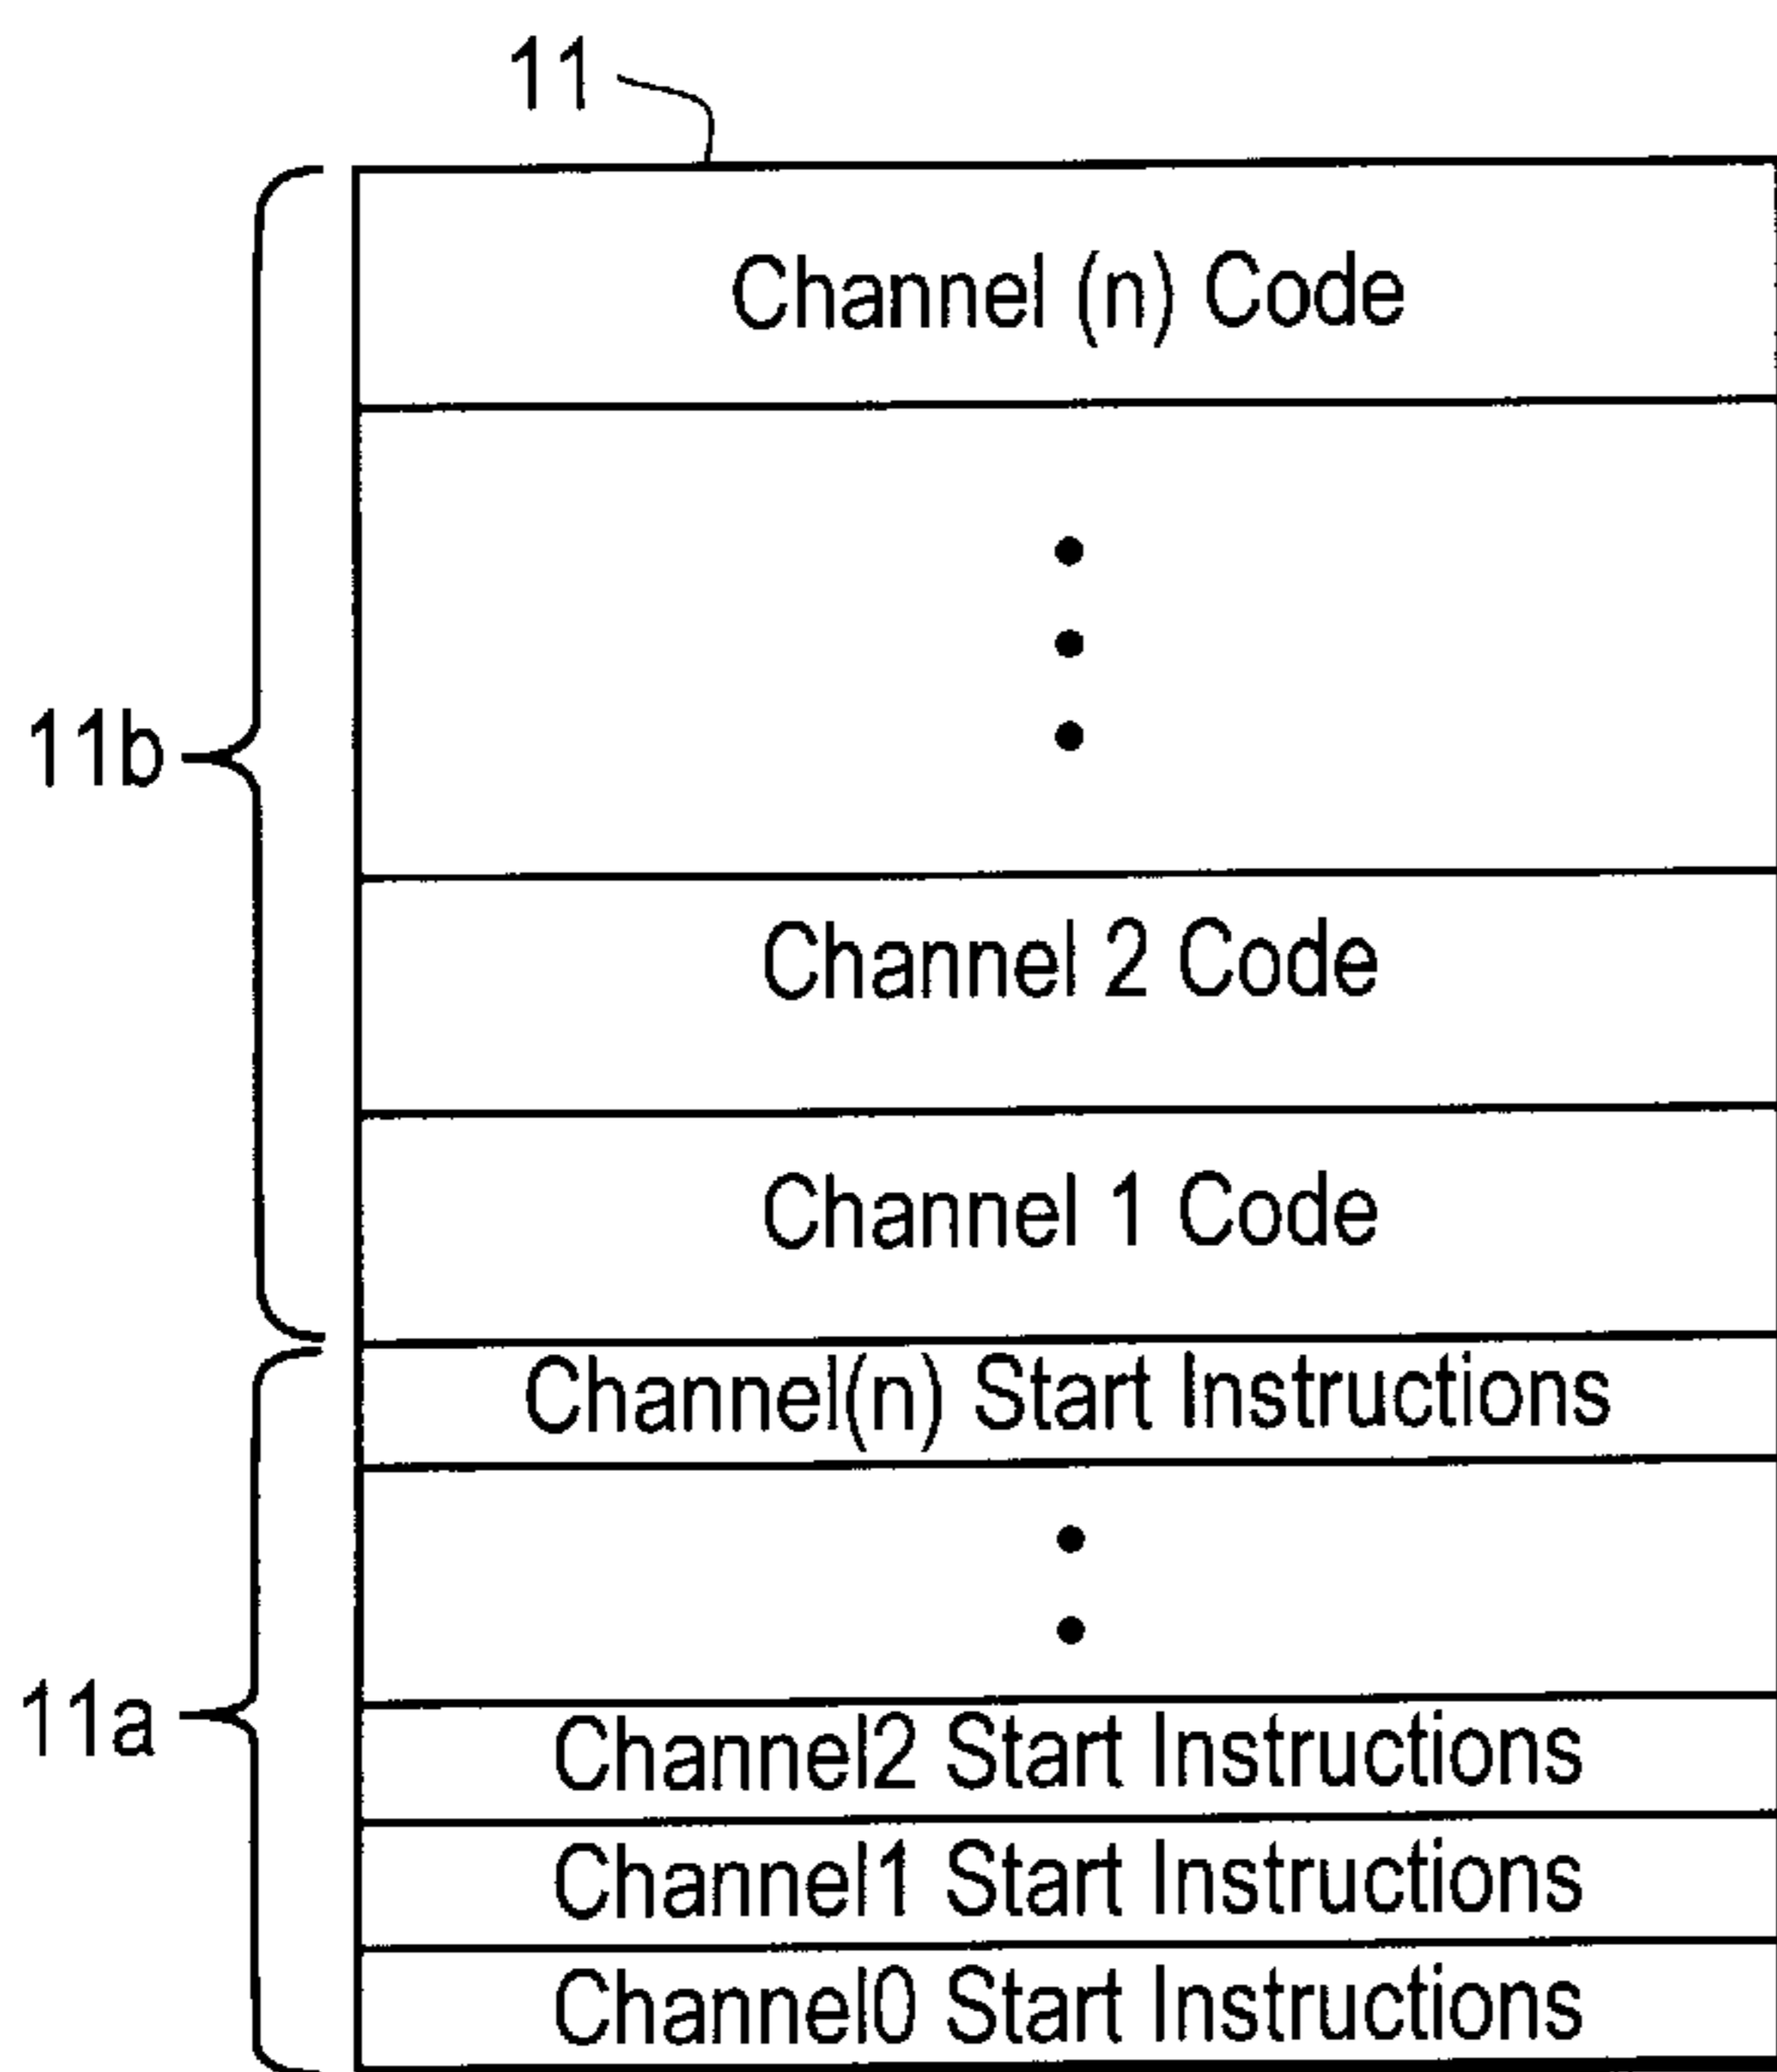 11
Channel (n) Code
11b
Channel 2 Code
Channel 1 Code
Channel(n) Start Instructions
11a
Channel2 Start Instructions
Channel1 Start Instructions
Channel0 Start Instructions